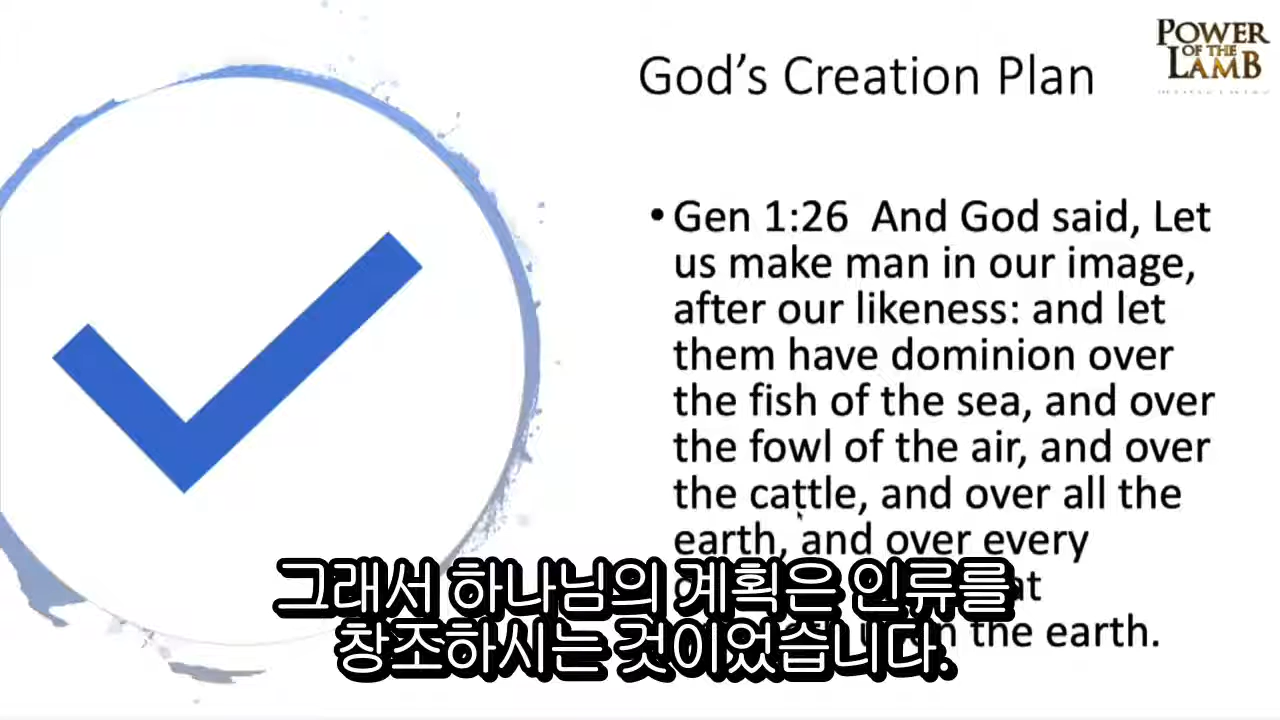 God's Creation Plan
POWER
OF THE
LAMB
• Gen 1:26 And God said, Let
us make man in our image,
after our likeness: and let
them have dominion over
the fish of the sea, and over
the fowl of the air, and over
the cattle, and over all the
earth, and over every
the earth.
그래서 하나님의 계획은 인류를
창조하시는 것이었습니다.